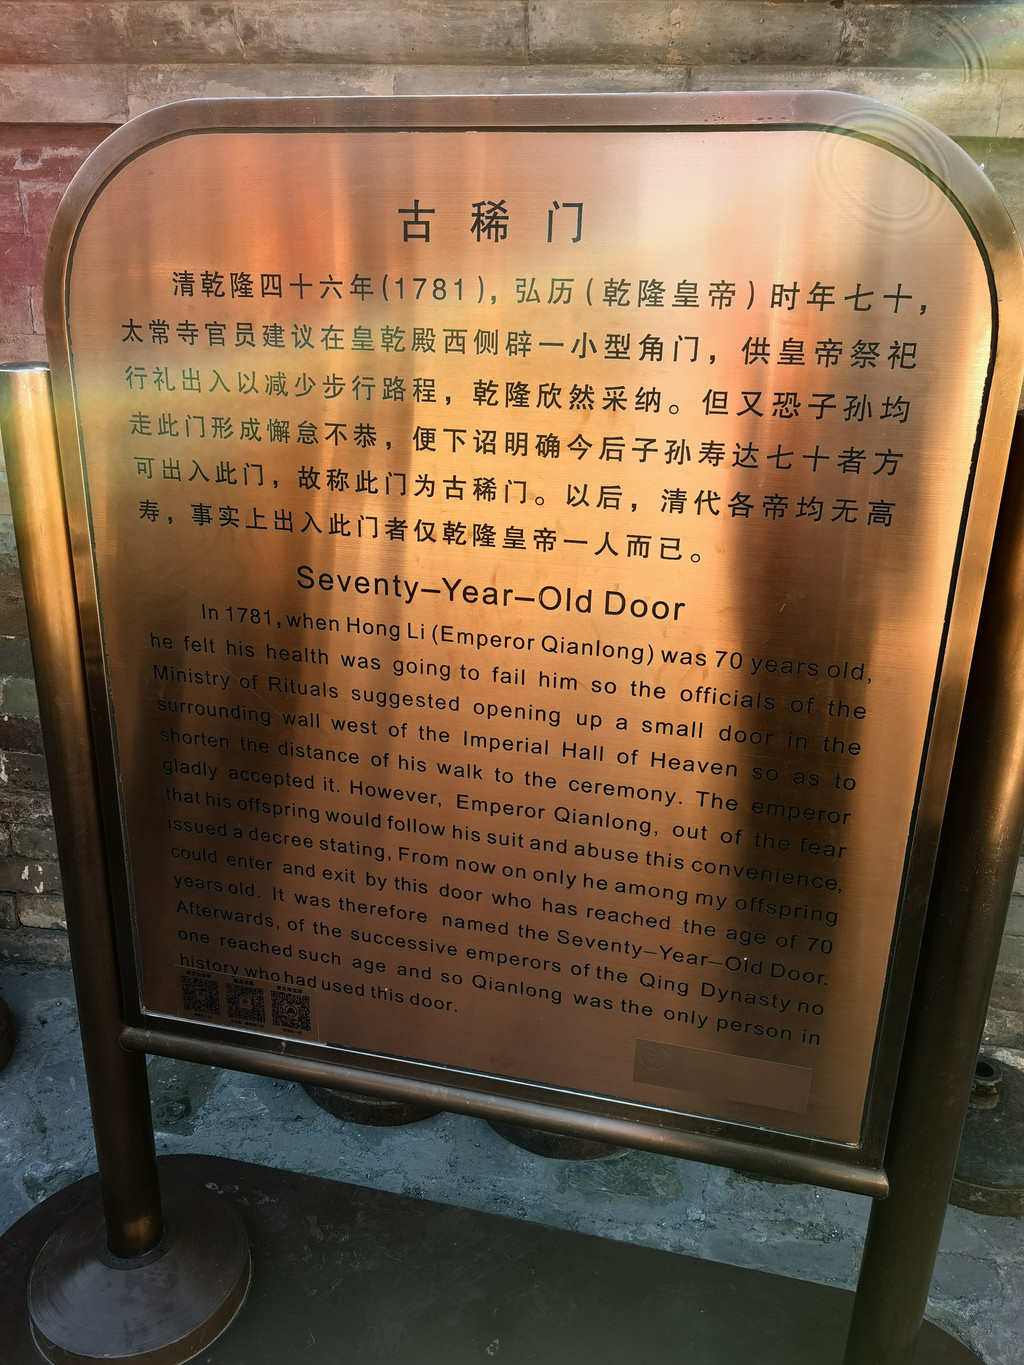 古稀门
清乾隆四十六年(1781)，弘历(乾隆皇帝)时年七十，
太常寺官员建议在皇乾殿西侧辟一小型角门，供皇帝祭祀
行礼出入以减少步行路程，乾隆欣然采纳。但又恐子孙均
走此门形成懈怠不恭，便下诏明确今后子孙寿达七十者方
可出入此门，故称此门为古稀门。以后，清代各帝均无高
寿，事实上出入此门者仅乾隆皇帝一人而已。
Seventy–Year–Old Door
In 1781, when Hong Li (Emperor Qianlong) was 70 years old,
he felt his health was going to fail him so the officials of the
Ministry of Rituals suggested opening up a small door in the
surrounding wall west of the Imperial Hall of Heaven so as to
shorten the distance of his walk to the ceremony. The emperor
gladly accepted it. However, Emperor Qianlong, out of the fear
that his offspring would follow his suit and abuse this convenience,
issued a decree stating, From now on only he among my offspring
could enter and exit by this door who has reached the age of 70
years old. It was therefore named the Seventy–Year–Old Door.
Afterwards, of the successive emperors of the Qing Dynasty no
one reached such age and so Qianlong was the only person in
history who had used this door.